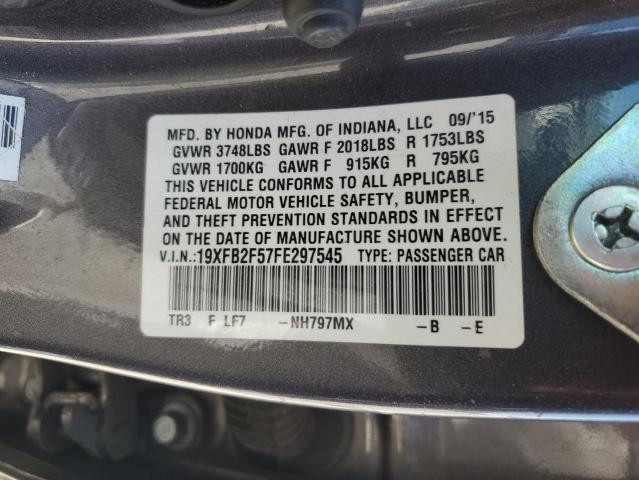 MFD. BY HONDA MFG. OF INDIANA, LLC 09/'15
GVWR 3748LBS GAWR F 2018LBS R 1753LBS
GVWR 1700KG GAWR F 915KG R 795KG
THIS VEHICLE CONFORMS TO ALL APPLICABLE
FEDERAL MOTOR VEHICLE SAFETY, BUMPER,
AND THEFT PREVENTION STANDARDS IN EFFECT
ON THE DATE OF MANUFACTURE SHOWN ABOVE.
V.I.N.:19XFB2F57FE297545 TYPE: PASSENGER CAR
TR3 F LF7 -NH797MX -B -E